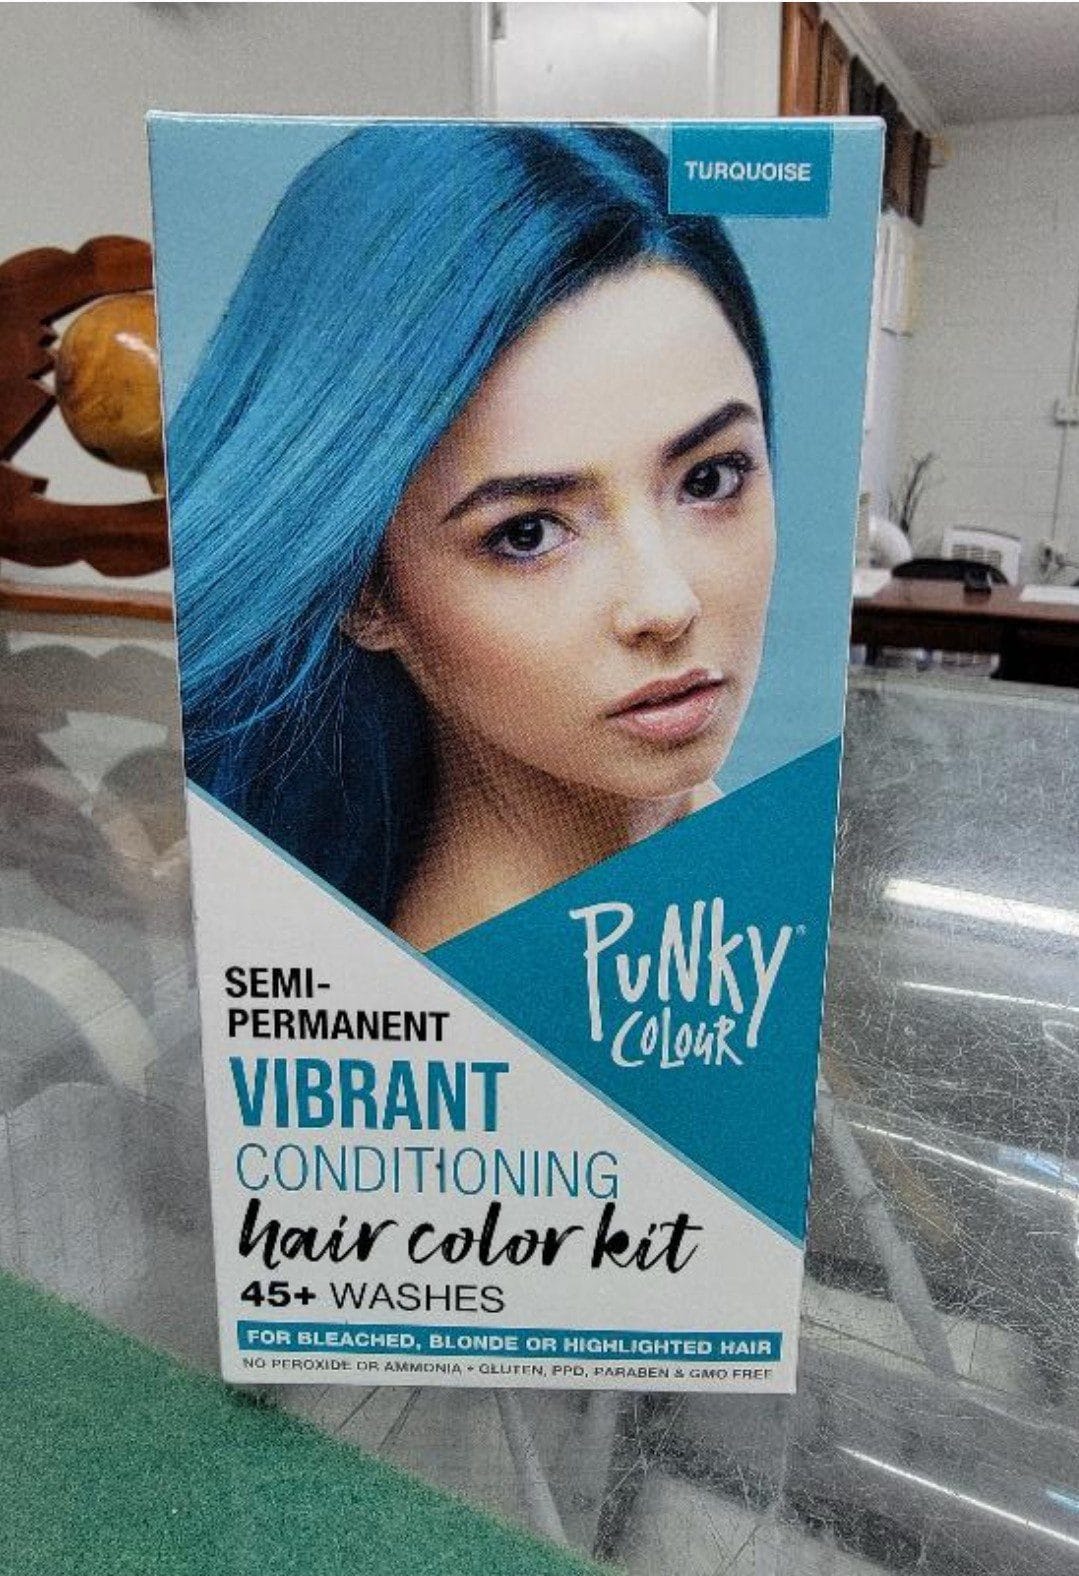 TURQUOISE
PUNKY®
COLOUR
SEMI-
PERMANENT
VIBRANT
CONDITIONING
hair color kit
45+ WASHES
FOR BLEACHED, BLONDE OR HIGHLIGHTED HAIR
NO PEROXIDE OR AMMONIA • GLUTEN, PPD, PARABEN & GMO FREE